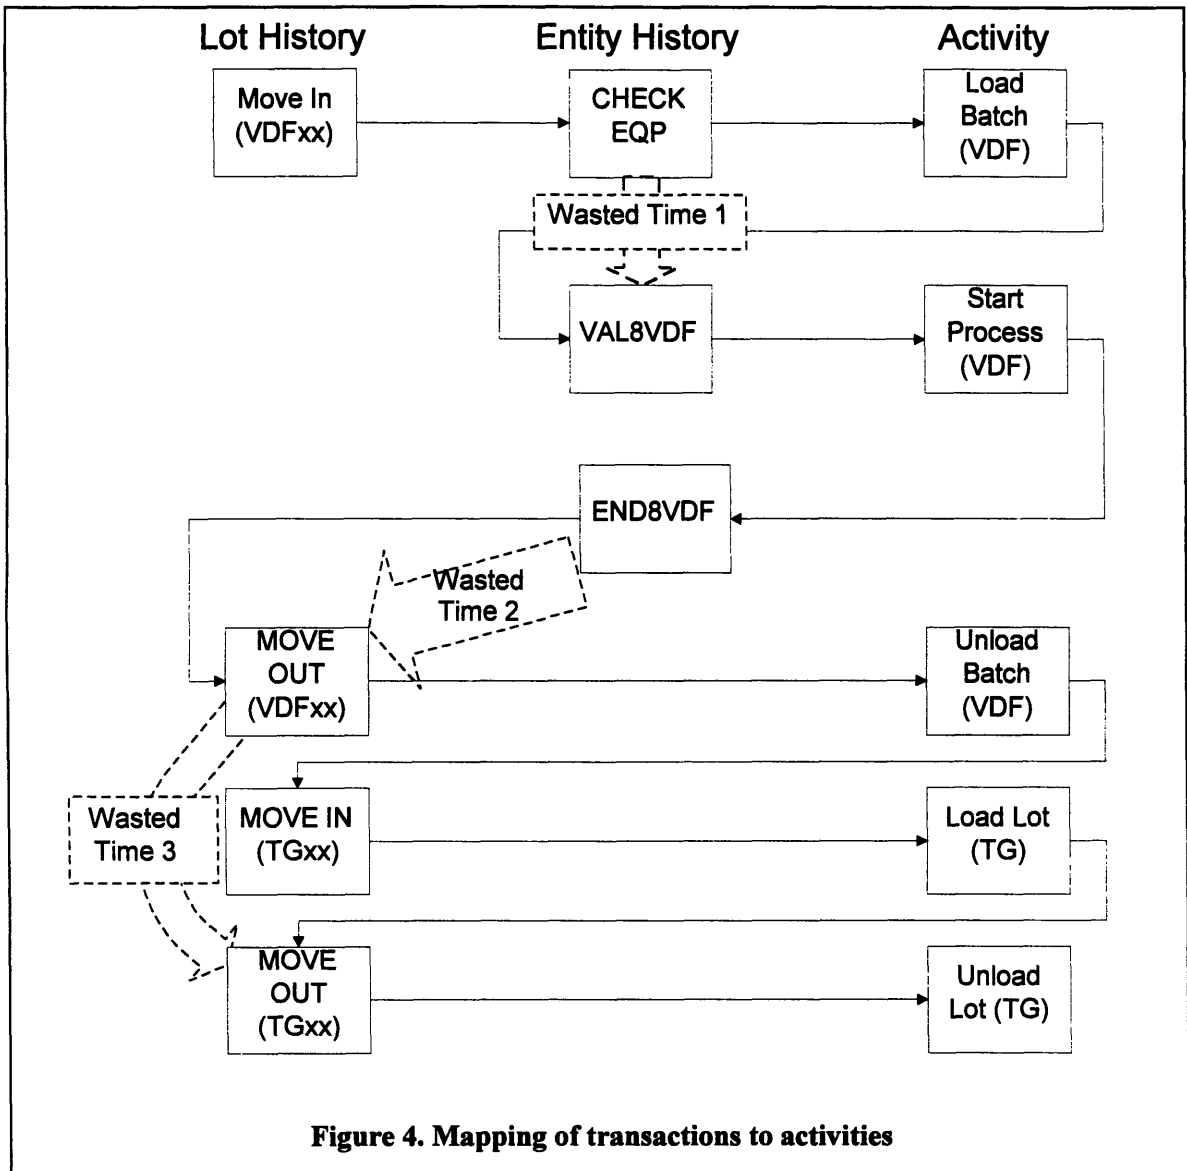 Lot History
Entity History
Activity
Move In
(VDFxx)
CHECK
EQP
Load
Batch
(VDF)
Wasted Time 1
VAL8VDF
Start
Process
(VDF)
END8VDF
Wasted
Time 2
MOVE
OUT
(VDFxx)
Unload
Batch
(VDF)
Wasted
Time 3
MOVE IN
(TGxx)
Load Lot
(TG)
MOVE
OUT
(TGxx)
Unload
Lot (TG)
Figure 4. Mapping of transactions to activities